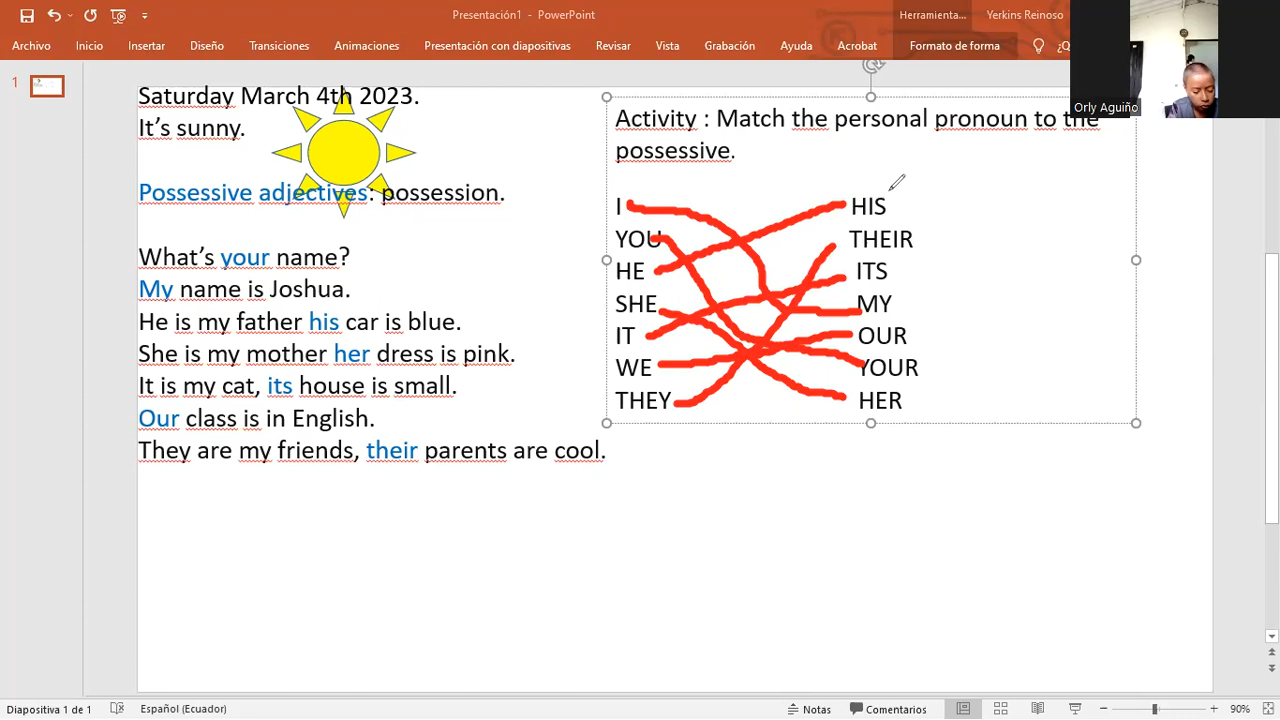 Presentación1 - PowerPoint
Herramienta...
Yerkins Reinoso
Archivo Inicio Insertar Diseño Transiciones Animaciones Presentación con diapositivas Revisar Vista Grabación Ayuda Acrobat Formato de forma
Orly Aguiño
1
Saturday March 4th 2023.
It's sunny.
Possessive adjectives: possession.
What's your name?
My name is Joshua.
He is my father his car is blue.
She is my mother her dress is pink.
It is my cat, its house is small.
Our class is in English.
They are my friends, their parents are cool.
Activity : Match the personal pronoun to the
possessive.
I HIS
YOU THEIR
HE ITS
SHE MY
IT OUR
WE YOUR
THEY HER
Diapositiva 1 de 1 Español (Ecuador) Notas Comentarios 90%